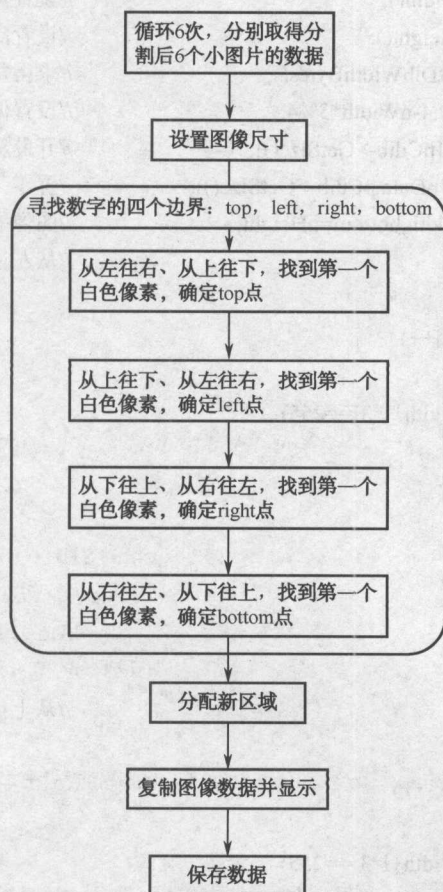 循环6次，分别取得分
割后6个小图片的数据
设置图像尺寸
寻找数字的四个边界：top，left，right，bottom
从左往右、从上往下，找到第一个
白色像素，确定top点
从上往下、从左往右，找到第一个
白色像素，确定left点
从下往上、从右往左，找到第一个
白色像素，确定right点
从右往左、从下往上，找到第一个
白色像素，确定bottom点
分配新区域
复制图像数据并显示
保存数据